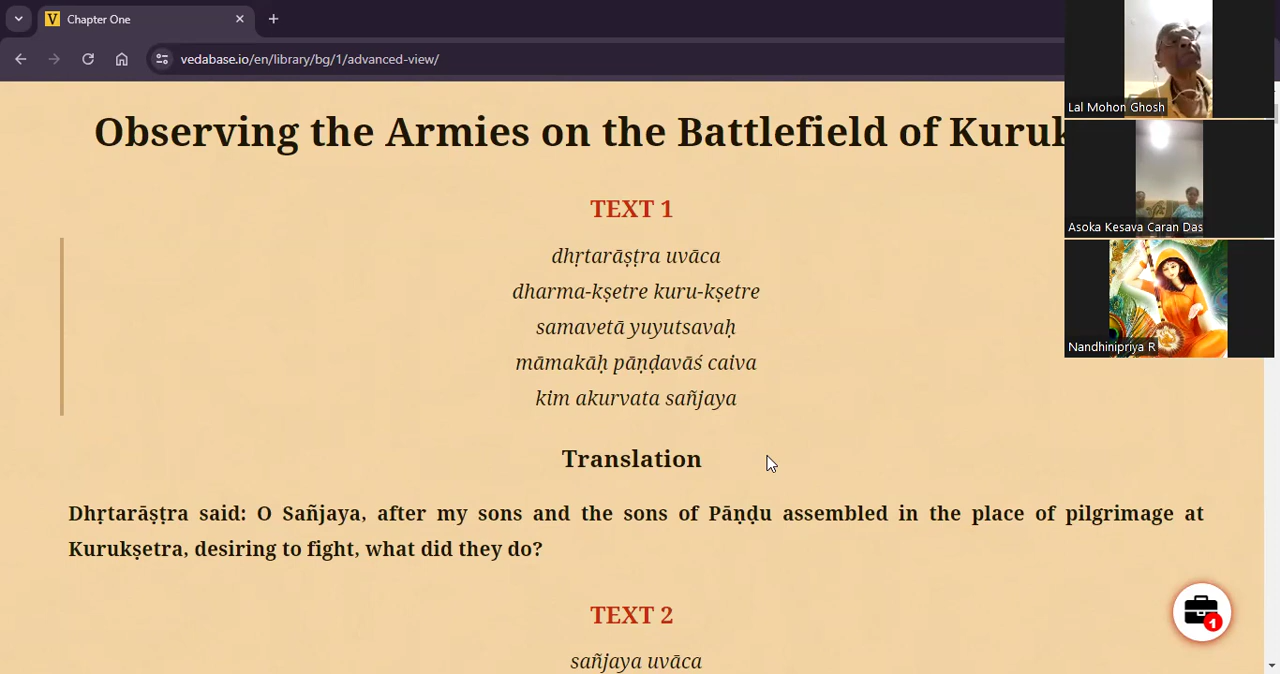 Chapter One
vedabase.io/en/library/bg/1/advanced-view/
Observing the Armies on the Battlefield of
TEXT 1
dhṛtarāṣṭra uvāca
dharma-kṣetre kuru-kṣetre
samavetā yuyutsavaḥ
māmakāḥ pāṇḍavāś caiva
kim akurvata sañjaya
Translation
Dhṛtarāṣṭra said: O Sañjaya, after my sons and the sons of Pāṇḍu assembled in the place of pilgrimage at
Kurukṣetra, desiring to fight, what did they do?
TEXT 2
sañjaya uvāca
Lal Mohon Ghosh
Asoka Kesava Caran Das
Nandhinipriya R
1